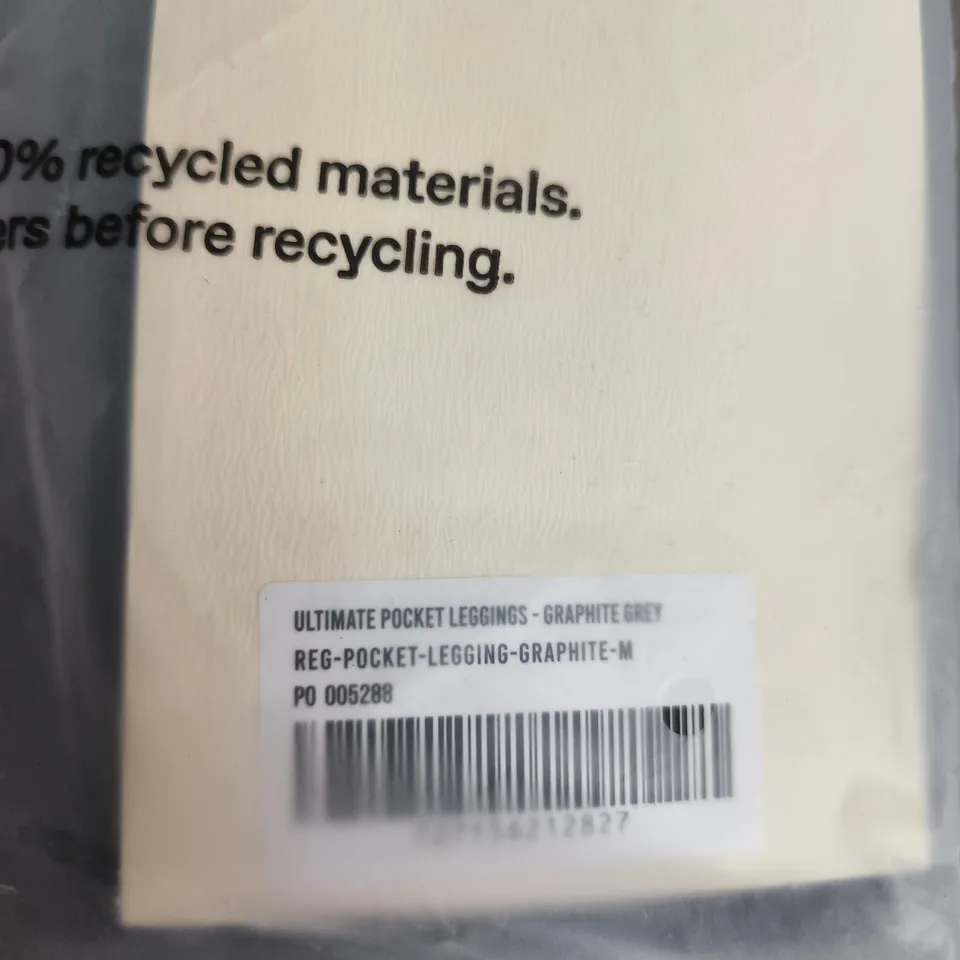 0% recycled materials.
ers before recycling.
ULTIMATE POCKET LEGGINGS - GRAPHITE GREY
REG-POCKET-LEGGING-GRAPHITE-M
PO 005288